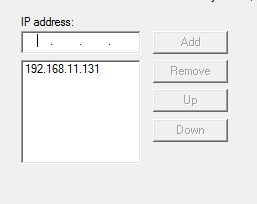 IP address:
. . .
Add
192.168.11.131
Remove
Up
Down